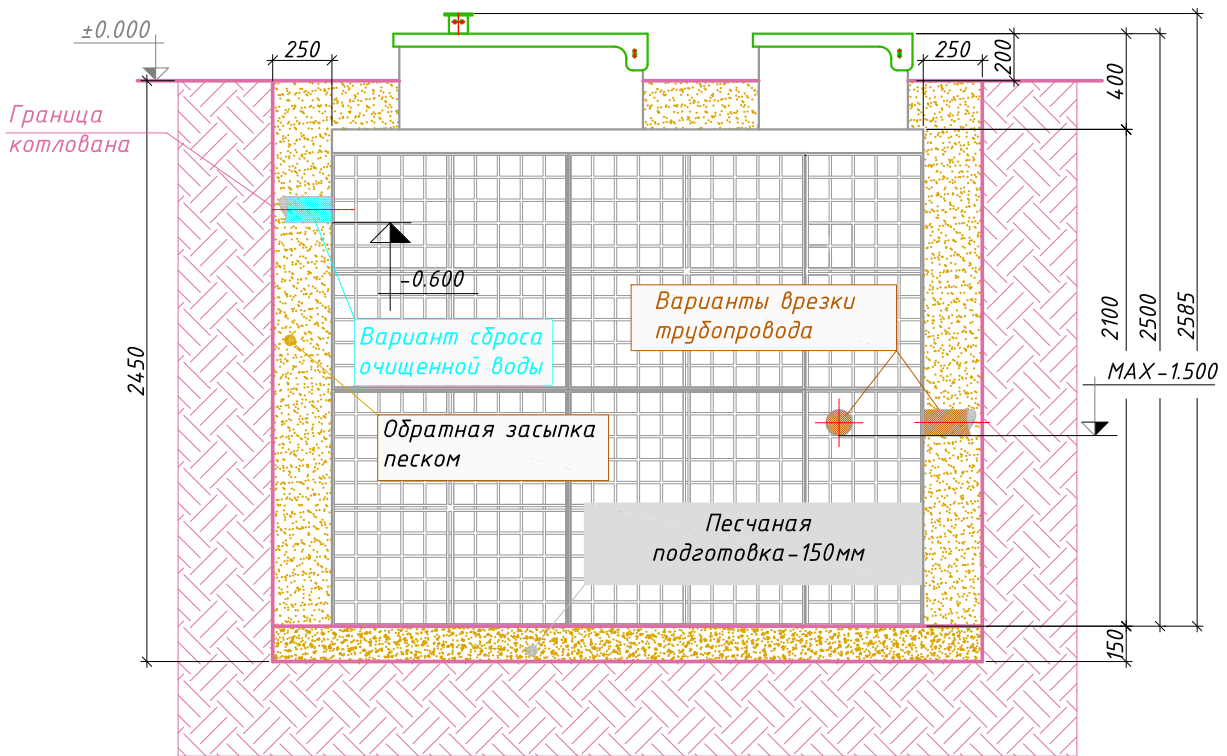 ±0.000
250
250
200
400
Граница
котлована
-0.600
Варианты врезки
трубопровода
2100
2500
2585
Вариант сброса
очищенной воды
2450
MAX-1.500
Обратная засыпка
песком
Песчаная
подготовка-150мм
150